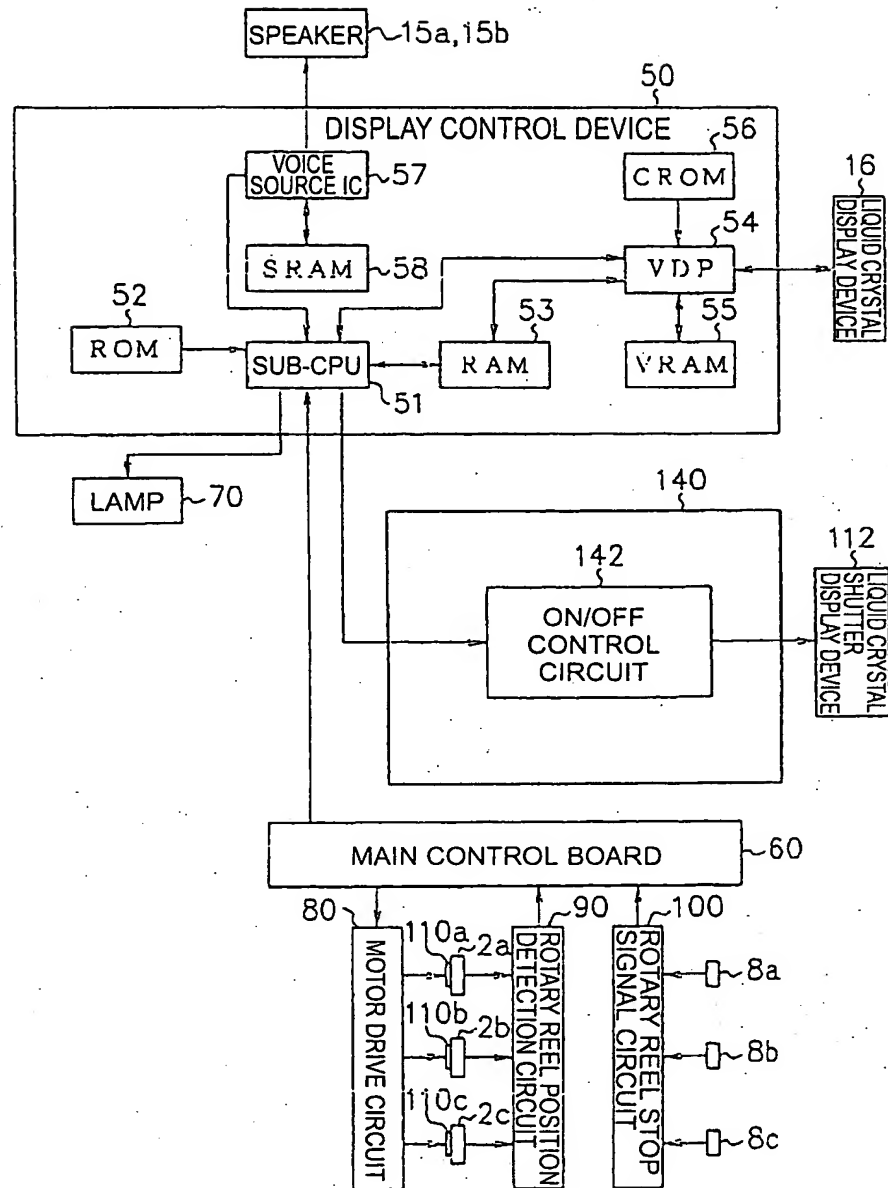 SPEAKER
15a, 15b
50
DISPLAY CONTROL DEVICE
56
VOICE
SOURCE IC
57
CROM
16
LIQUID CRYSTAL
DISPLAY DEVICE
54
SRAM
58
VDP
52
53
55
ROM
SUB-CPU
RAM
VRAM
51
LAMP
70
140
142
112
ON/OFF
CONTROL
CIRCUIT
LIQUID CRYSTAL
SHUTTER
DISPLAY DEVICE
MAIN CONTROL BOARD
60
80
90
100
MOTOR DRIVE CIRCUIT
110a
2a
ROTARY REEL POSITION
DETECTION CIRCUIT
ROTARY REEL STOP
SIGNAL CIRCUIT
8a
110b
2b
8b
110c
2c
8c